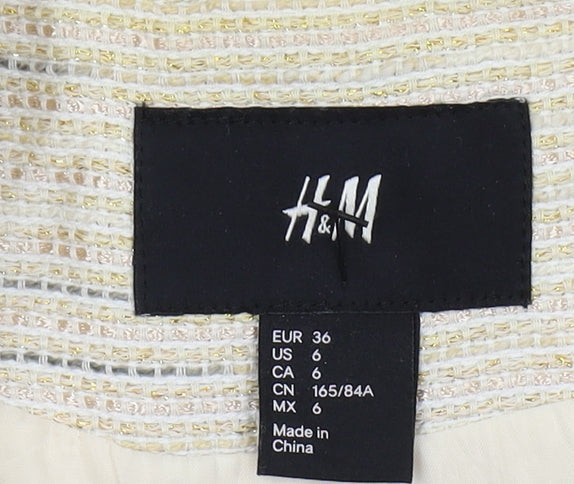 H&M
EUR 36
US 6
CA 6
CN 165/84A
MX 6
Made in
China